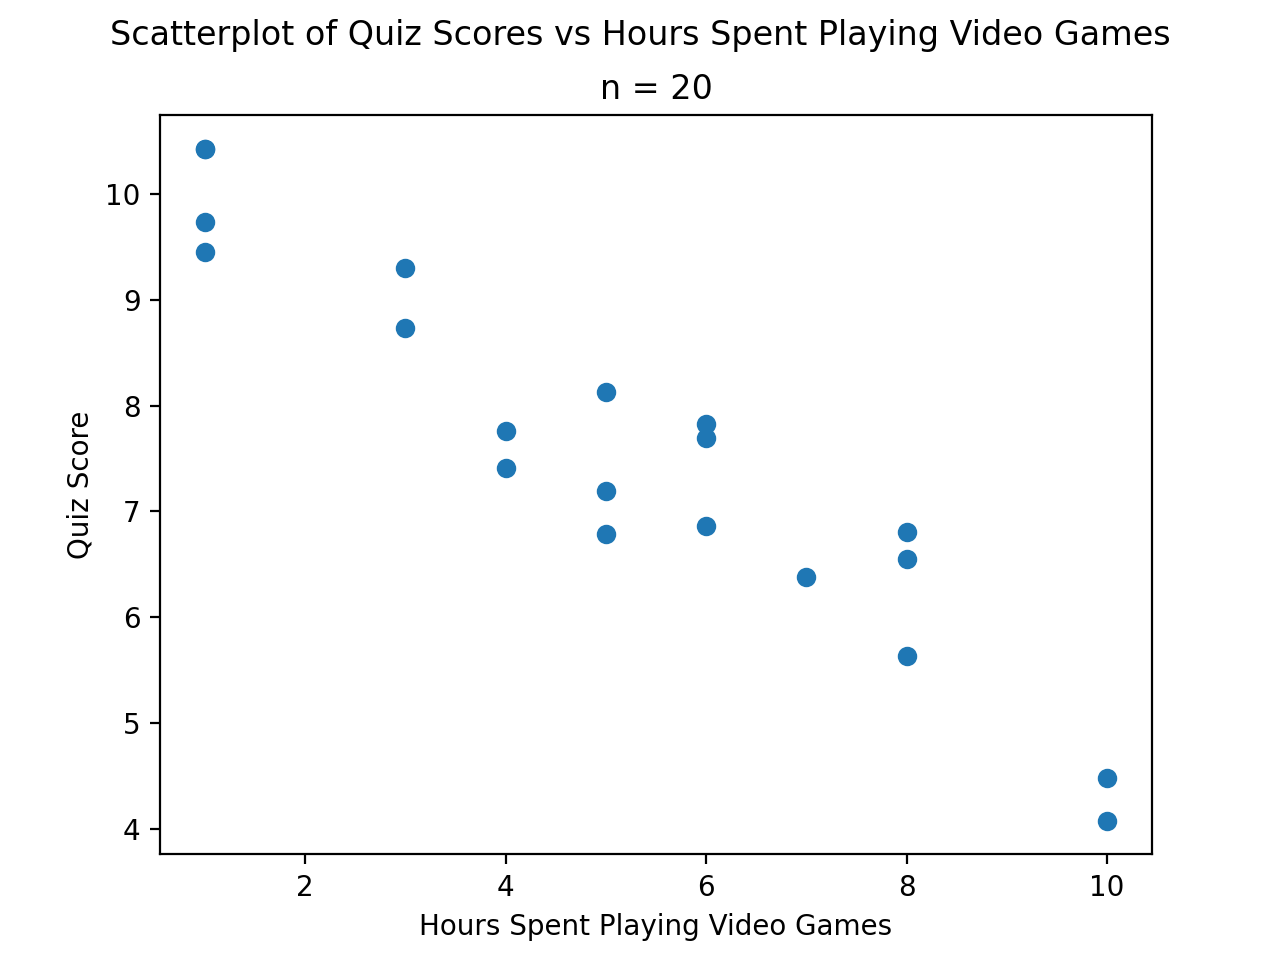 Scatterplot of Quiz Scores vs Hours Spent Playing Video Games
n = 20
10
9
8
7
6
5
4
Quiz Score
2 4 6 8 10
Hours Spent Playing Video Games